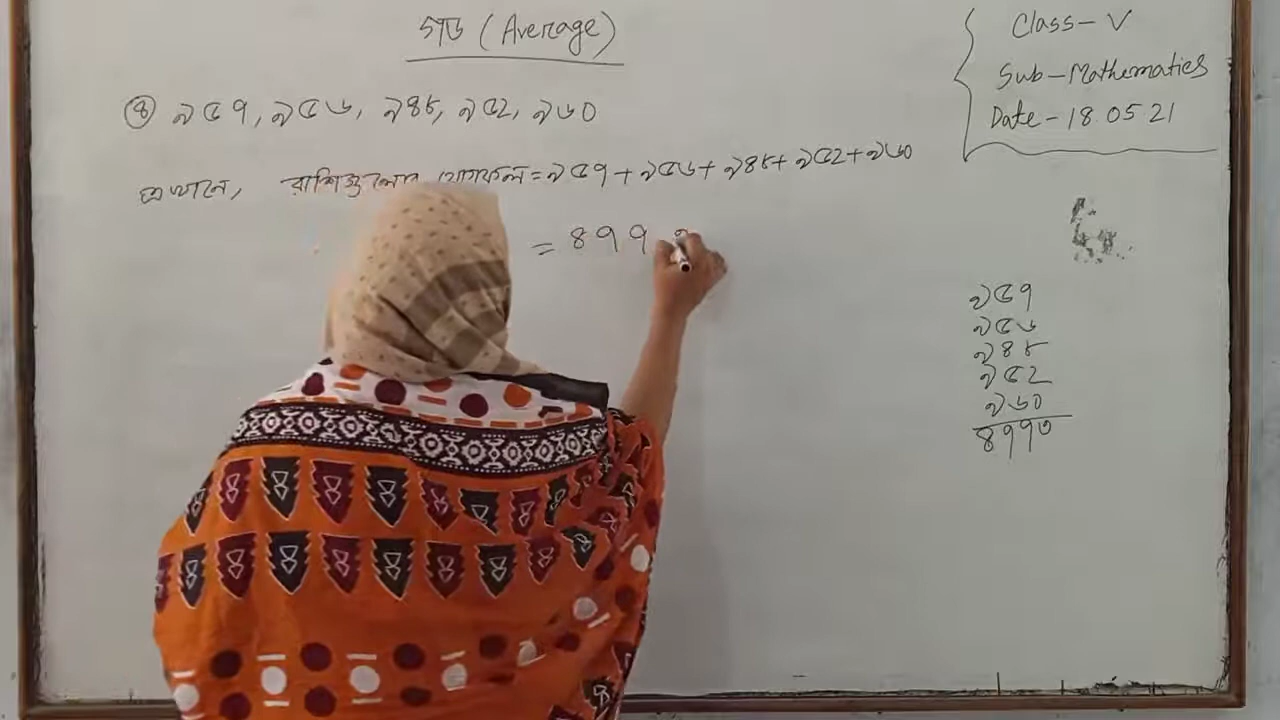 গড় (Average)
Class-V
Sub-Mathematics
Date-18.05.21
৪ ৯৫৭, ৯৫৬, ৯৪৮, ৯৫২, ৯৬০
এখানে, রাশিগুলোর যোগফল=৯৫৭+৯৫৬+৯৪৮+৯৫২+৯৬০
= ৪৭৭
৯৫৭
৯৫৬
৯৪৮
৯৫২
৯৬০
৪৭৭৩